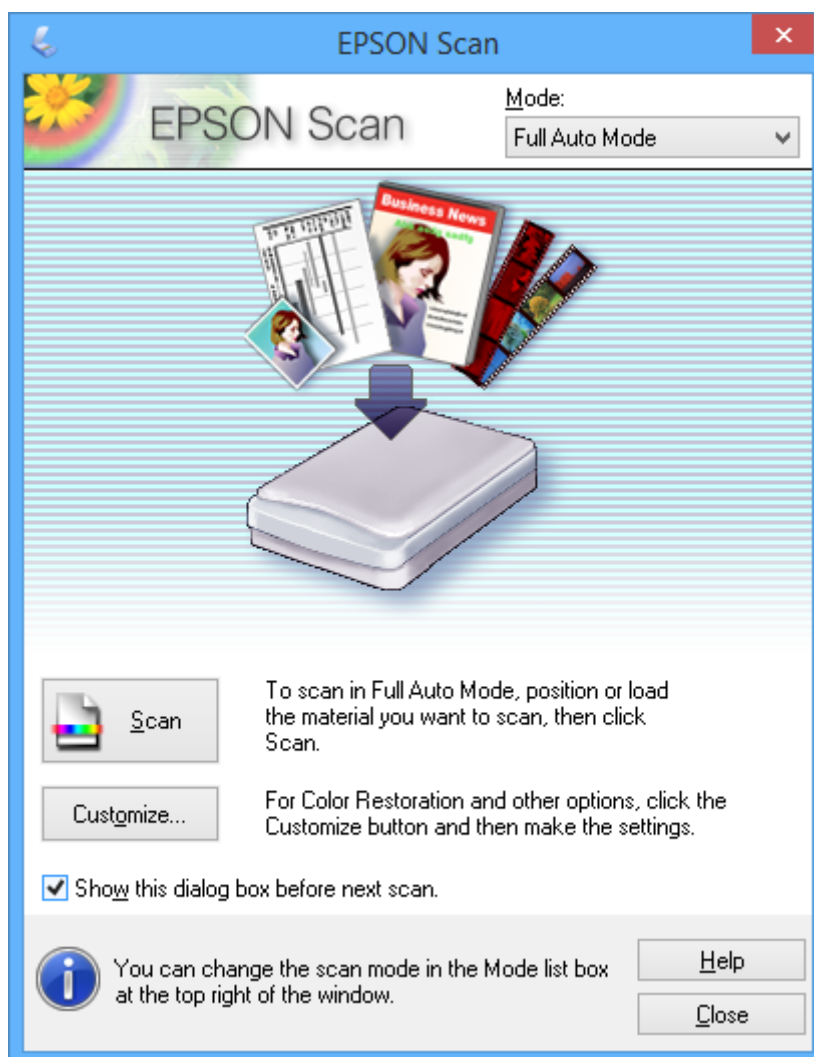 EPSON Scan
EPSON Scan
Mode:
Full Auto Mode
Business News
Scan
To scan in Full Auto Mode, position or load
the material you want to scan, then click
Scan.
Customize...
For Color Restoration and other options, click the
Customize button and then make the settings.
Show this dialog box before next scan.
You can change the scan mode in the Mode list box
at the top right of the window.
Help
Close